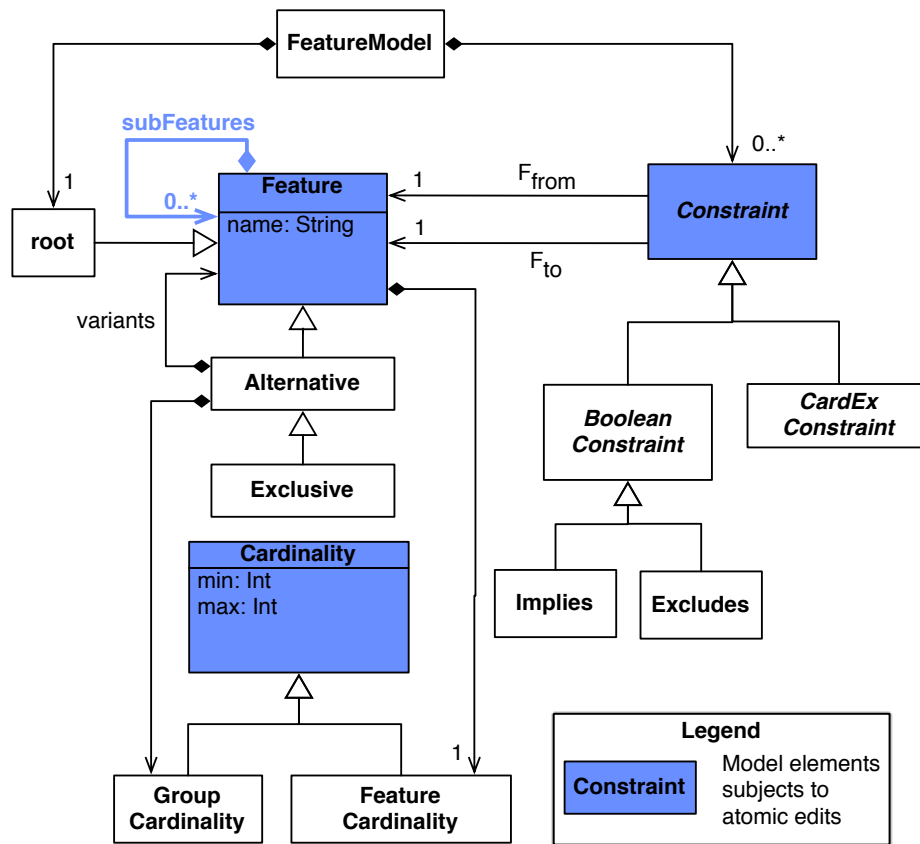 FeatureModel
subFeatures
0..*
1
Feature
name: String
0..*
1
F from
1
F to
Constraint
root
variants
Alternative
Exclusive
Boolean
Constraint
CardEx
Constraint
Cardinality
min: Int
max: Int
Implies
Excludes
1
Group
Cardinality
Feature
Cardinality
Legend
Constraint
Model elements
subjects to
atomic edits